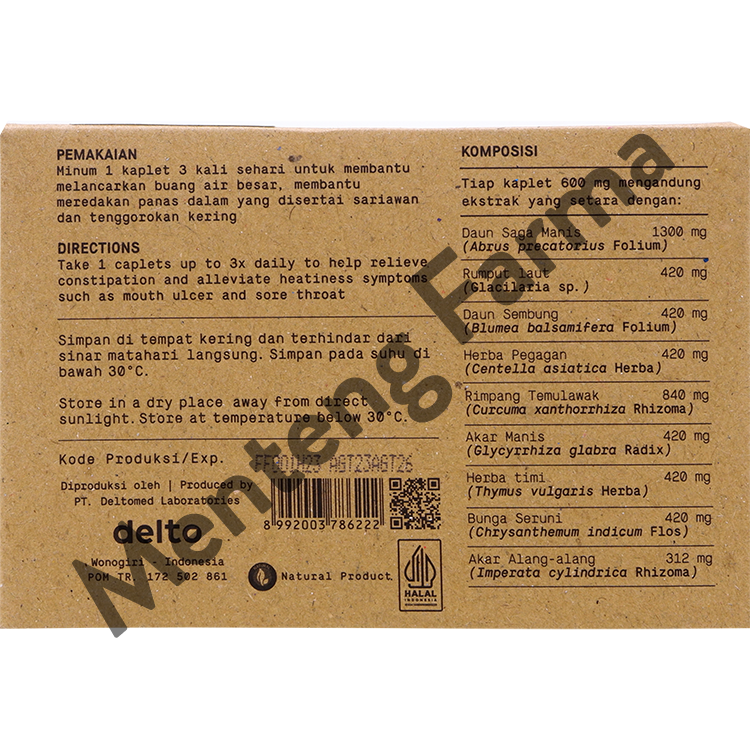 PEMAKAIAN
Minum 1 kaplet 3 kali sehari untuk membantu
melancarkan buang air besar, membantu
meredakan panas dalam yang disertai sariawan
dan tenggorokan kering
DIRECTIONS
Take 1 caplets up to 3x daily to help relieve
constipation and alleviate heatiness symptoms
such as mouth ulcer and sore throat
Simpan di tempat kering dan terhindar dari
sinar matahari langsung. Simpan pada suhu di
bawah 30°C.
Store in a dry place away from direct
sunlight. Store at temperature below 30°C.
Kode Produksi/Exp. AGT23AGT26
Diproduksi oleh | Produced by
PT. Deltomed Laboratories
delto
Wonogiri - Indonesia
POM TR. 172 502 861
8 992003 786222
Natural Product
HALAL
INDONESIA
KOMPOSISI
Tiap kaplet 600 mg mengandung
ekstrak yang setara dengan:
Daun Saga Manis 1300 mg
(Abrus precatorius Folium)
Rumput laut 420 mg
(Glacilaria sp.)
Daun Sembung 420 mg
(Blumea balsamifera Folium)
Herba Pegagan 420 mg
(Centella asiatica Herba)
Rimpang Temulawak 840 mg
(Curcuma xanthorrhiza Rhizoma)
Akar Manis 420 mg
(Glycyrrhiza glabra Radix)
Herba timi 420 mg
(Thymus vulgaris Herba)
Bunga Seruni 420 mg
(Chrysanthemum indicum Flos)
Akar Alang-alang 312 mg
(Imperata cylindrica Rhizoma)
Menteng Farma